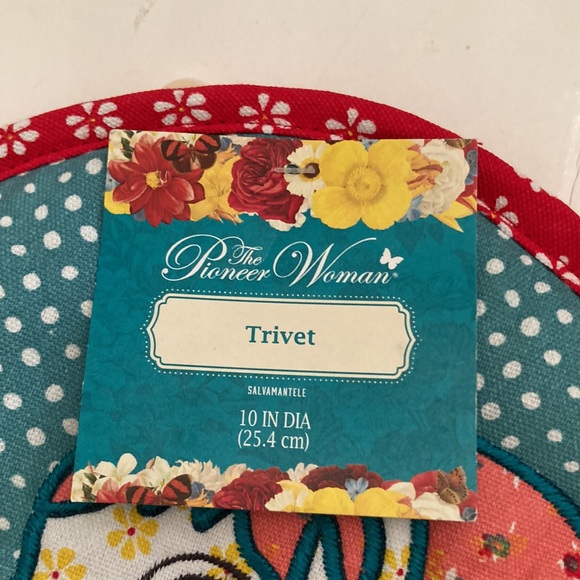 The
Pioneer Woman®
Trivet
SALVAMANTELE
10 IN DIA
(25.4 cm)